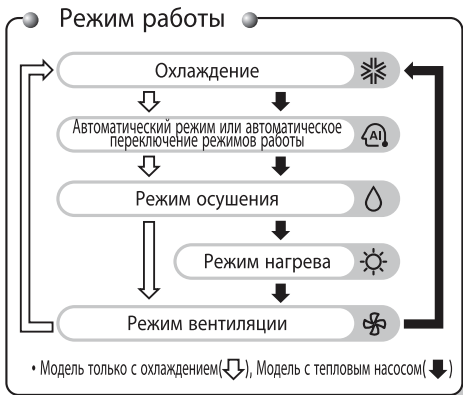 Режим работы
Охлаждение
Автоматический режим или автоматическое
переключение режимов работы
AI
Режим осушения
Режим нагрева
Режим вентиляции
• Модель только с охлаждением(⇩), Модель с тепловым насосом(🡇)